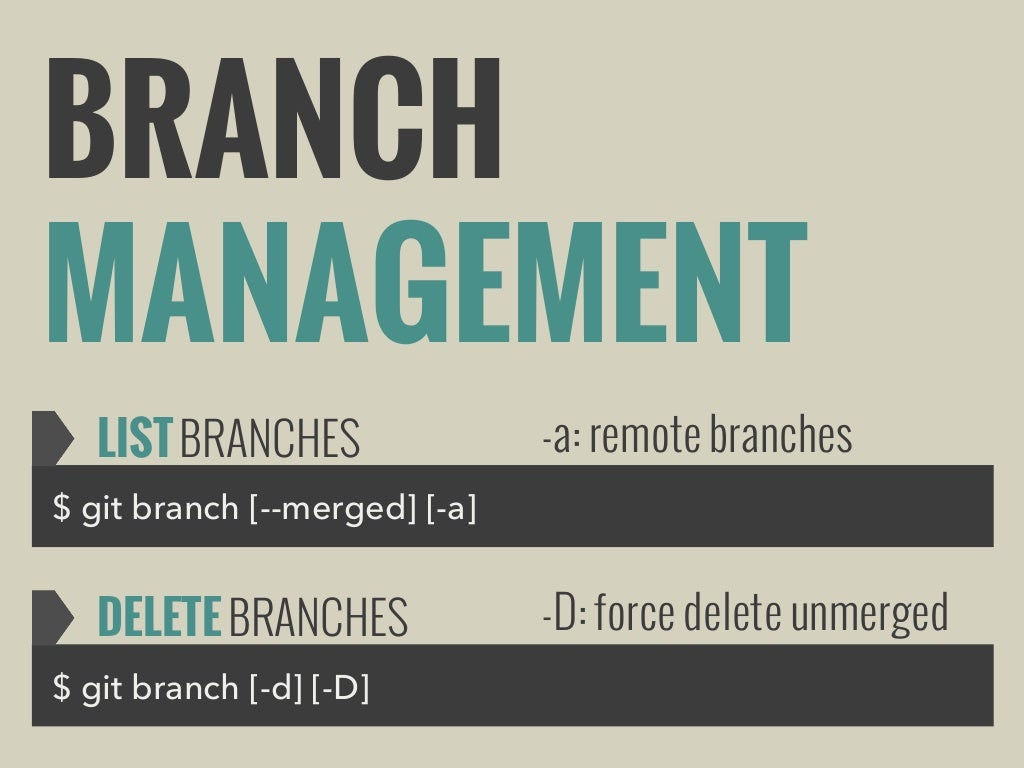 BRANCH
MANAGEMENT
LIST BRANCHES -a: remote branches
$ git branch [--merged] [-a]
DELETE BRANCHES -D: force delete unmerged
$ git branch [-d] [-D]